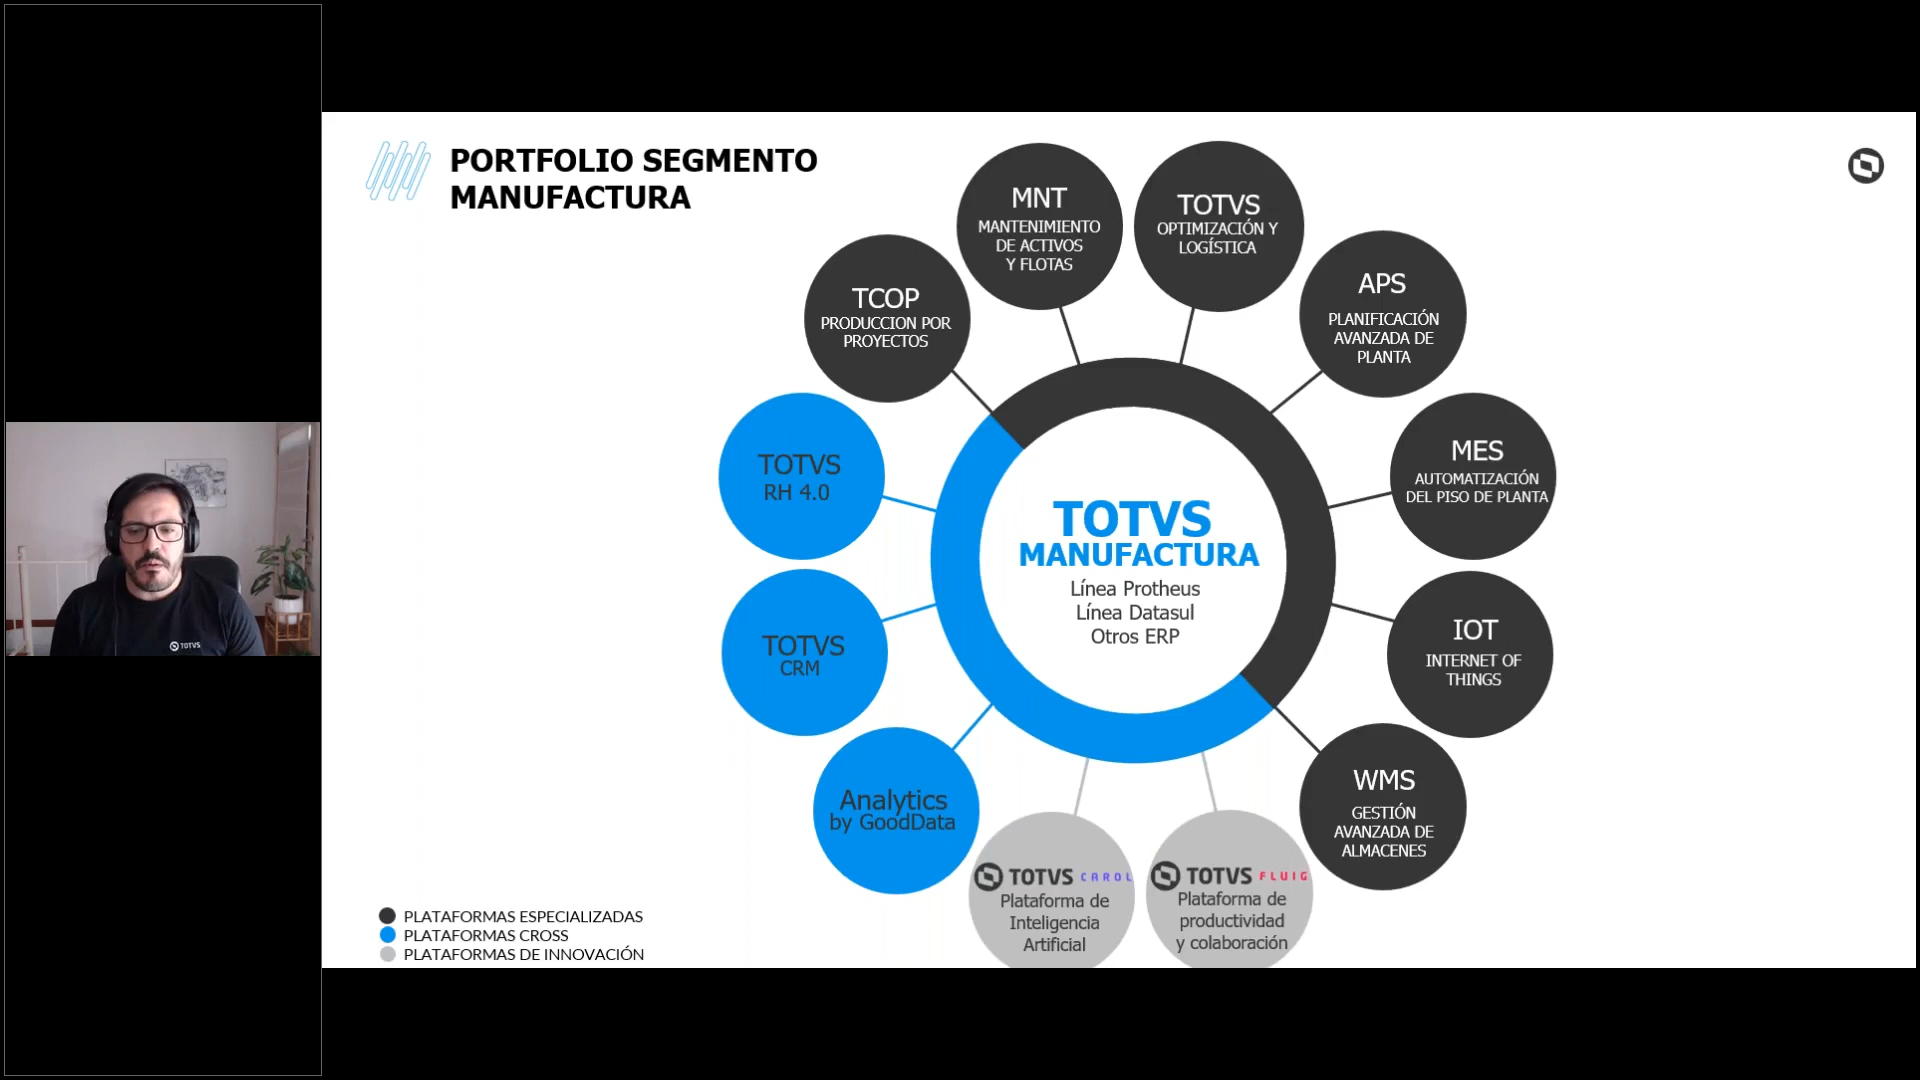 PORTFOLIO SEGMENTO
MANUFACTURA
MNT
MANTENIMIENTO
DE ACTIVOS
Y FLOTAS
TOTVS
OPTIMIZACIÓN Y
LOGÍSTICA
TCOP
PRODUCCION POR
PROYECTOS
APS
PLANIFICACIÓN
AVANZADA DE
PLANTA
TOTVS
RH 4.0
MES
AUTOMATIZACIÓN
DEL PISO DE PLANTA
TOTVS
MANUFACTURA
Línea Protheus
Línea Datasul
Otros ERP
TOTVS
CRM
IOT
INTERNET OF
THINGS
Analytics
by GoodData
WMS
GESTIÓN
AVANZADA DE
ALMACENES
TOTVS CAROL
Plataforma de
Inteligencia
Artificial
TOTVS FLUIG
Plataforma de
productividad
y colaboración
PLATAFORMAS ESPECIALIZADAS
PLATAFORMAS CROSS
PLATAFORMAS DE INNOVACIÓN
TOTVS